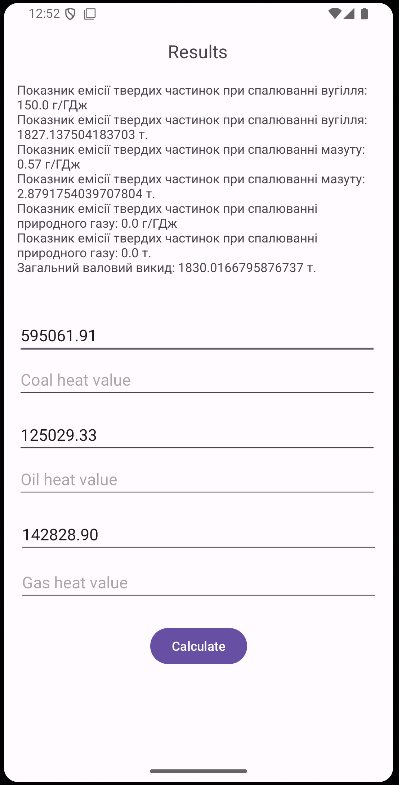 12:52
Results
Показник емісії твердих частинок при спалюванні вугілля:
150.0 г/ГДж
Показник емісії твердих частинок при спалюванні вугілля:
1827.137504183703 т.
Показник емісії твердих частинок при спалюванні мазуту:
0.57 г/ГДж
Показник емісії твердих частинок при спалюванні мазуту:
2.8791754039707804 т.
Показник емісії твердих частинок при спалюванні
природного газу: 0.0 г/ГДж
Показник емісії твердих частинок при спалюванні
природного газу: 0.0 т.
Загальний валовий викид: 1830.0166795876737 т.
595061.91
Coal heat value
125029.33
Oil heat value
142828.90
Gas heat value
Calculate